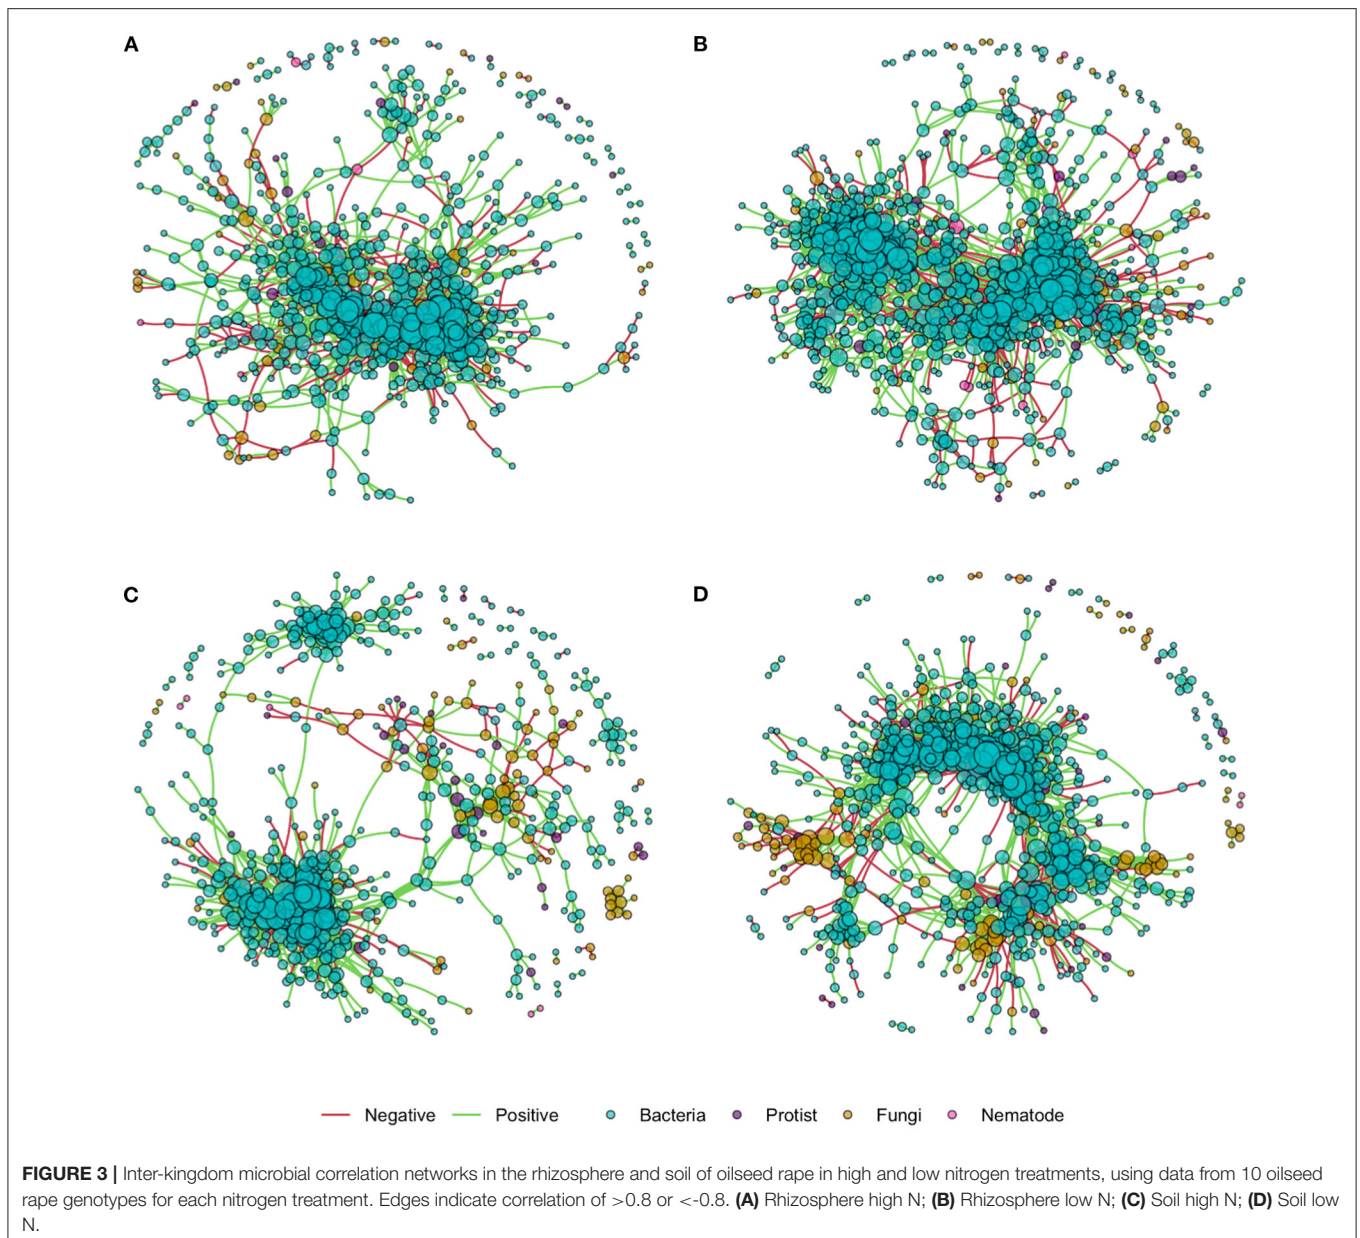 A
B
C
D
Negative Positive Bacteria Protist Fungi Nematode
FIGURE 3 | Inter-kingdom microbial correlation networks in the rhizosphere and soil of oilseed rape in high and low nitrogen treatments, using data from 10 oilseed
rape genotypes for each nitrogen treatment. Edges indicate correlation of >0.8 or <-0.8. (A) Rhizosphere high N; (B) Rhizosphere low N; (C) Soil high N; (D) Soil low
N.